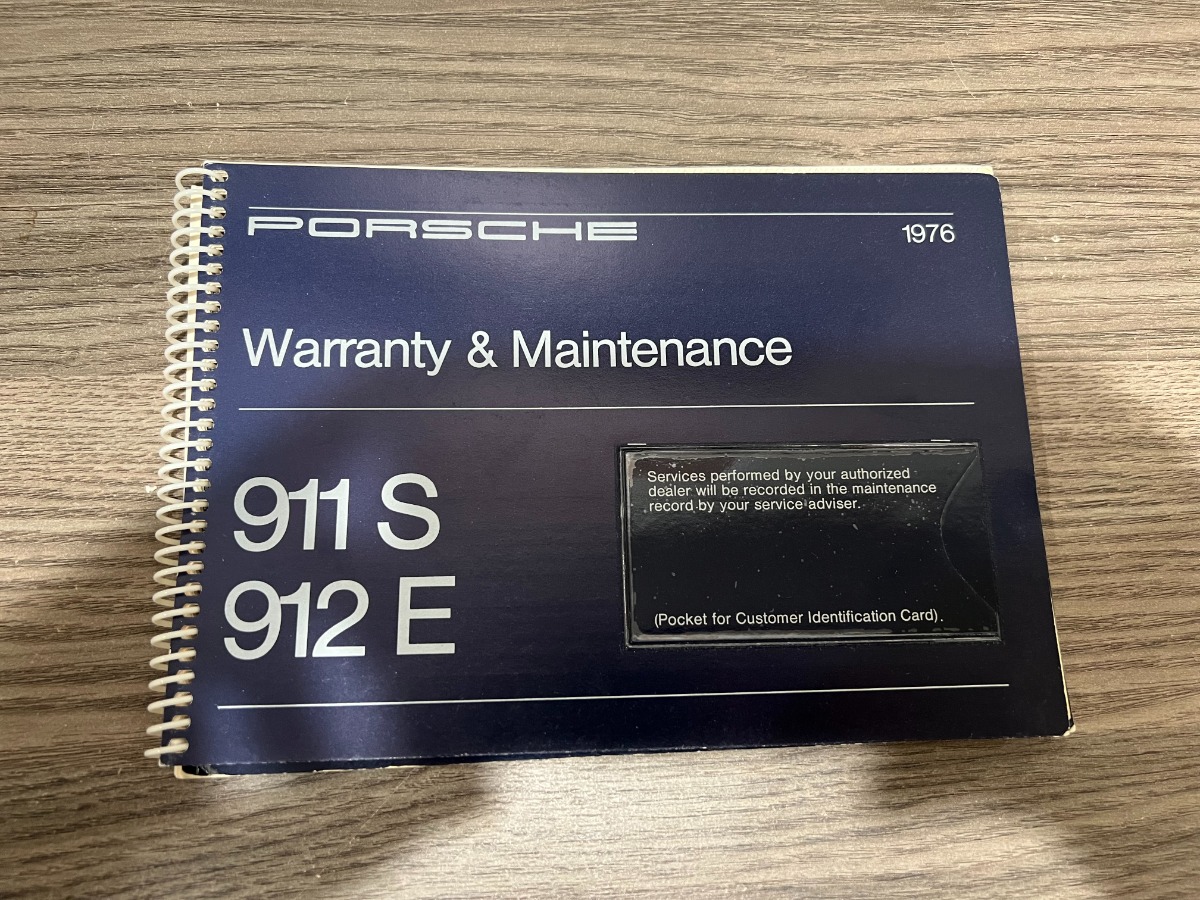 PORSCHE
1976
Warranty & Maintenance
911 S
912 E
Services performed by your authorized
dealer will be recorded in the maintenance
record by your service adviser.
(Pocket for Customer Identification Card).